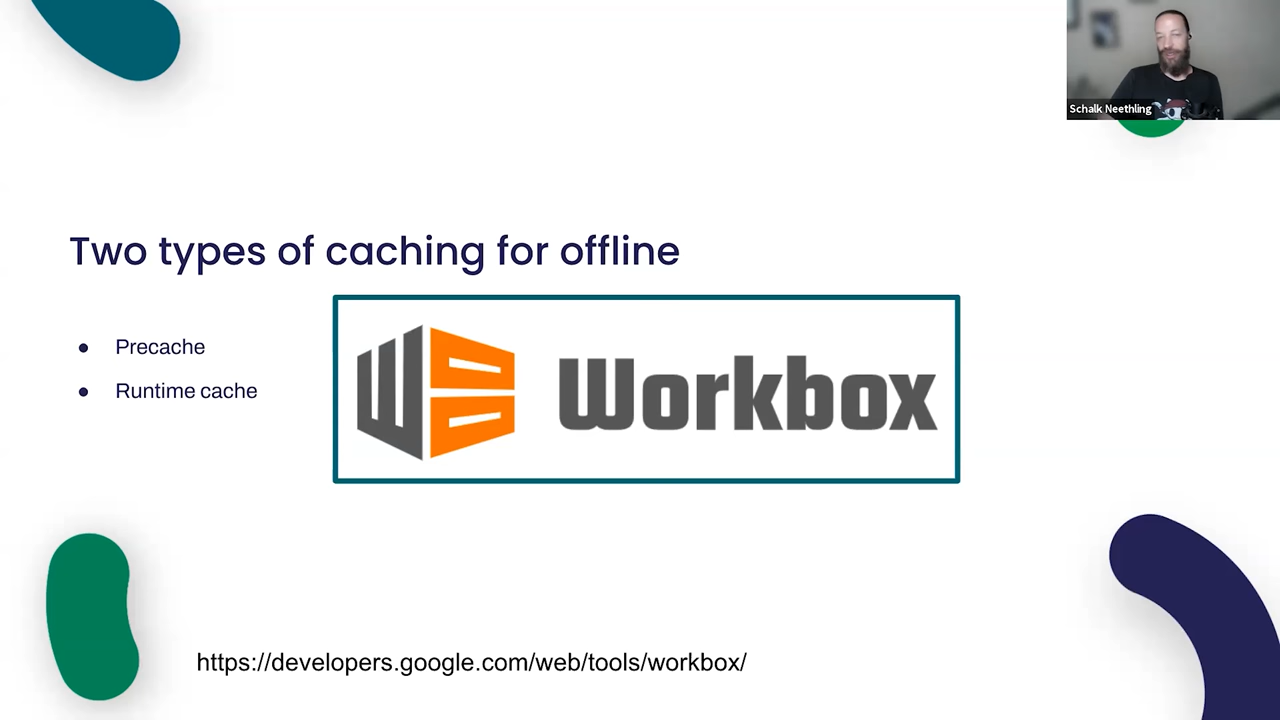 Schalk Neethling
Two types of caching for offline
● Precache
● Runtime cache
Workbox
https://developers.google.com/web/tools/workbox/